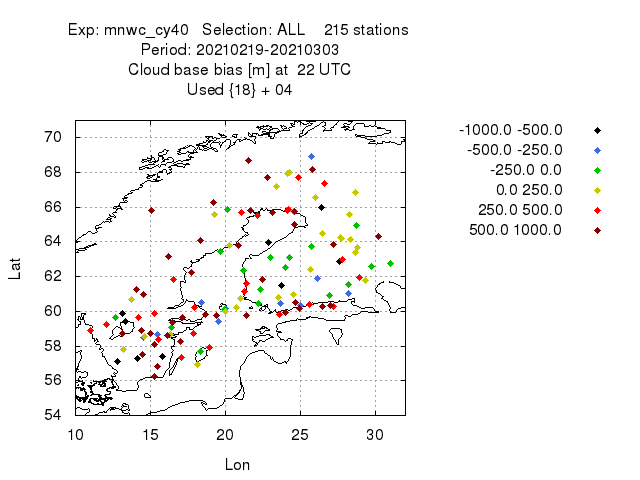 Exp: mnwc_cy40 Selection: ALL 215 stations
Period: 20210219-20210303
Cloud base bias [m] at 22 UTC
Used {18} + 04
70
68
66
64
62
60
58
56
54
Lat
10 15 20 25 30
Lon
-1000.0 -500.0
-500.0 -250.0
-250.0 0.0
0.0 250.0
250.0 500.0
500.0 1000.0